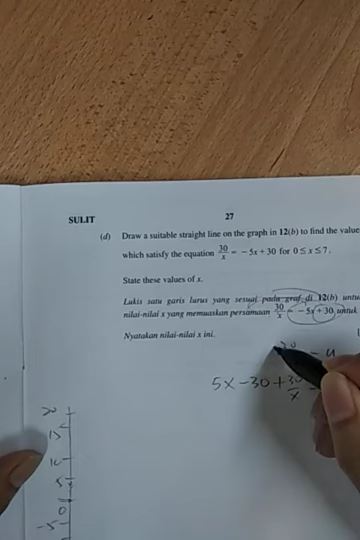 SULIT 27
(d) Draw a suitable straight line on the graph in 12(b) to find the value
which satisfy the equation 30/x = −5x + 30 for 0 ≤ x ≤ 7.
State these values of x.
Lukis satu garis lurus yang sesuai pada graf di 12(b) untu
nilai-nilai x yang memuaskan persamaan 30/x = −5x + 30 untuk
Nyatakan nilai-nilai x ini.
5x − 30 + 30/x
20
15
10
5
0
−5